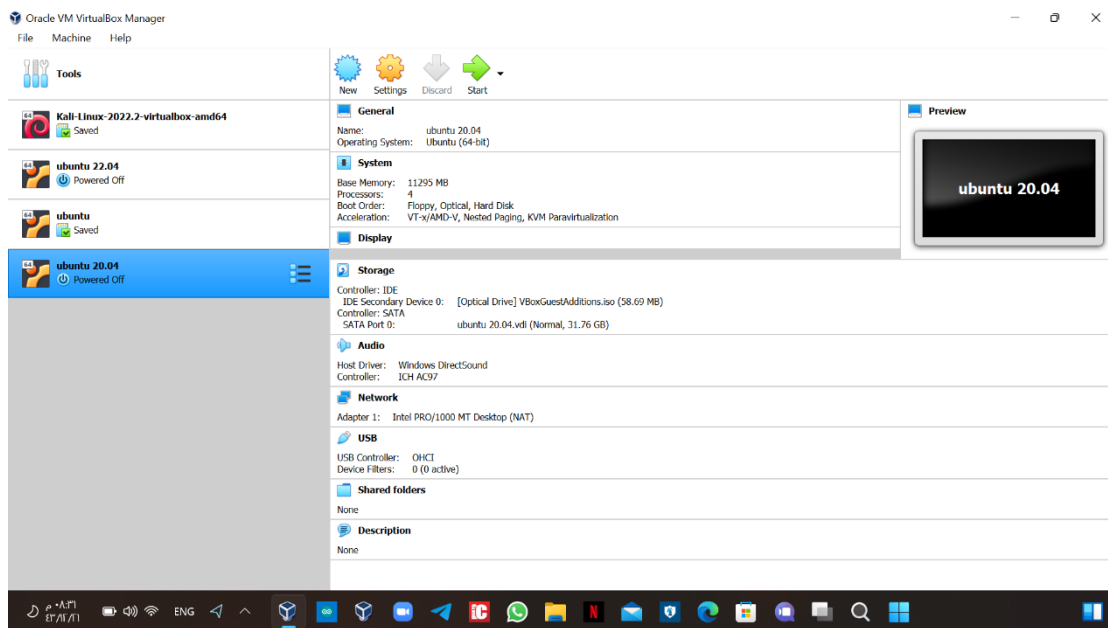 Oracle VM VirtualBox Manager
File Machine Help
Tools
New Settings Discard Start
64
Kali-Linux-2022.2-virtualbox-amd64
Saved
64
ubuntu 22.04
Powered Off
64
ubuntu
Saved
64
ubuntu 20.04
Powered Off
General
Name: ubuntu 20.04
Operating System: Ubuntu (64-bit)
System
Base Memory: 11295 MB
Processors: 4
Boot Order: Floppy, Optical, Hard Disk
Acceleration: VT-x/AMD-V, Nested Paging, KVM Paravirtualization
Display
Storage
Controller: IDE
IDE Secondary Device 0: [Optical Drive] VBoxGuestAdditions.iso (58.69 MB)
Controller: SATA
SATA Port 0: ubuntu 20.04.vdi (Normal, 31.76 GB)
Audio
Host Driver: Windows DirectSound
Controller: ICH AC97
Network
Adapter 1: Intel PRO/1000 MT Desktop (NAT)
USB
USB Controller: OHCI
Device Filters: 0 (0 active)
Shared folders
None
Description
None
Preview
ubuntu 20.04
ENG
iC
N